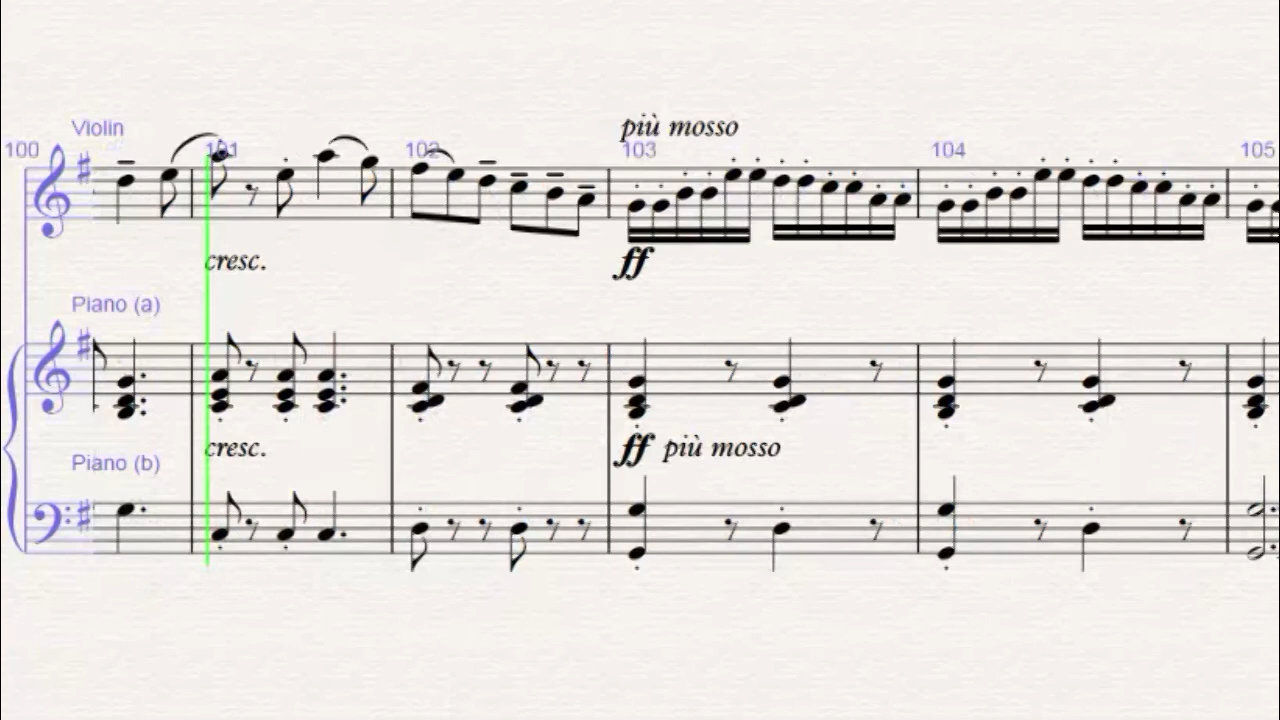 più mosso
Violin
100 101 102 103 104 105
cresc.
ff
Piano (a)
cresc.
ff più mosso
Piano (b)